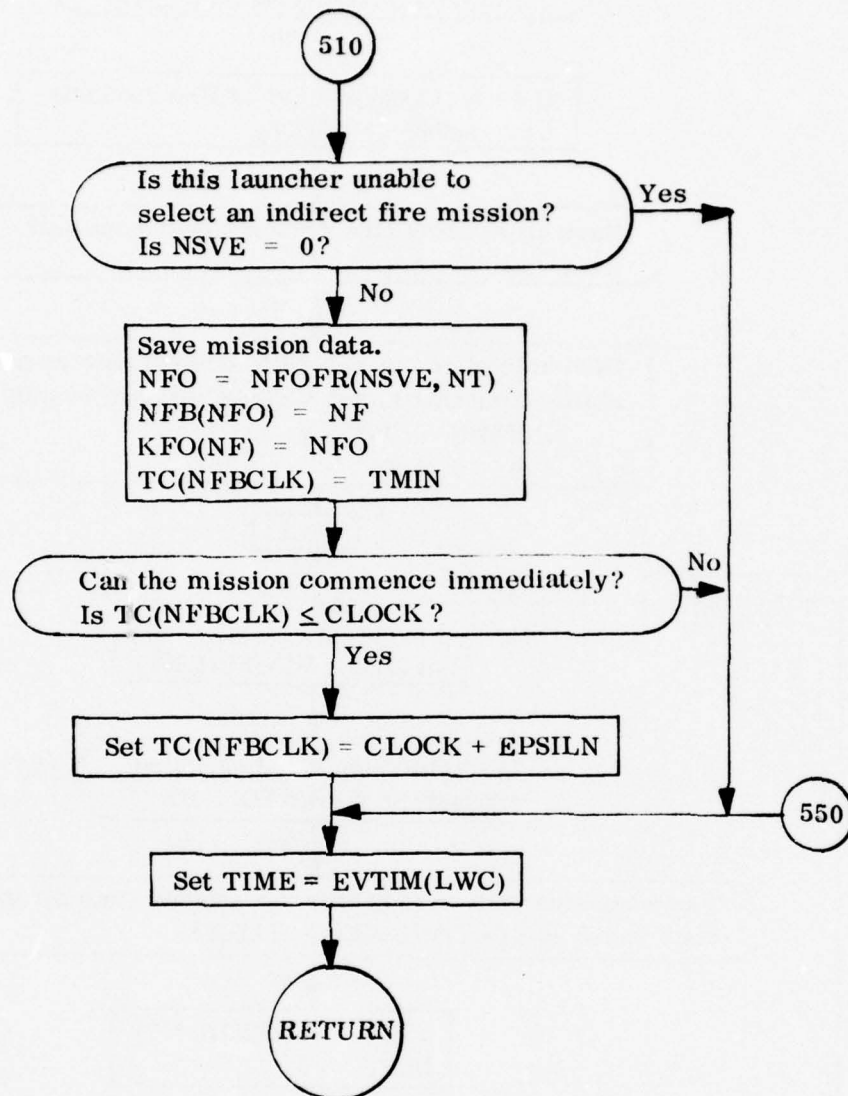 510
Is this launcher unable to
select an indirect fire mission?
Is NSVE = 0?
Yes
No
Save mission data.
NFO = NFOFR(NSVE, NT)
NFB(NFO) = NF
KFO(NF) = NFO
TC(NFBCLK) = TMIN
Can the mission commence immediately?
Is TC(NFBCLK) ≤ CLOCK ?
No
Yes
Set TC(NFBCLK) = CLOCK + EPSILN
550
Set TIME = EVTIM(LWC)
RETURN